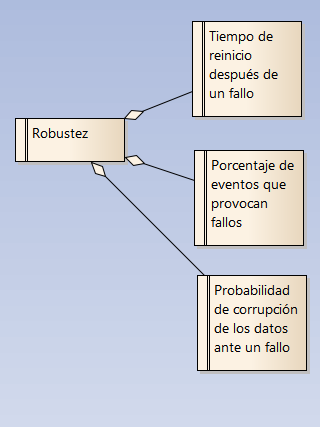 Tiempo de
reinicio
después de
un fallo
Robustez
Porcentaje de
eventos que
provocan
fallos
Probabilidad
de corrupción
de los datos
ante un fallo